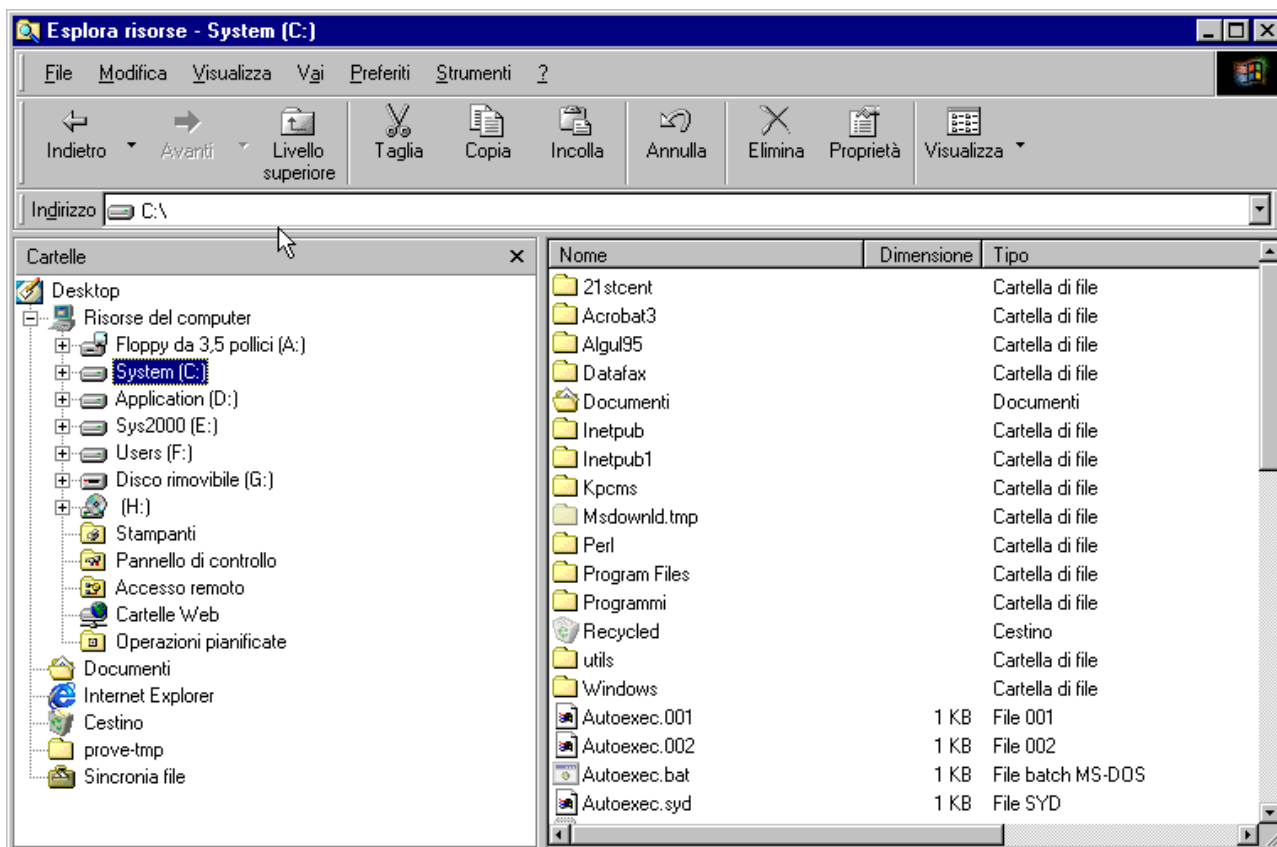 Esplora risorse - System (C:)
File Modifica Visualizza Vai Preferiti Strumenti ?
Indietro Avanti Livello superiore Taglia Copia Incolla Annulla Elimina Proprietà Visualizza
Indirizzo C:\
Cartelle
Desktop
Risorse del computer
Floppy da 3,5 pollici (A:)
System (C:)
Application (D:)
Sys2000 (E:)
Users (F:)
Disco rimovibile (G:)
(H:)
Stampanti
Pannello di controllo
Accesso remoto
Cartelle Web
Operazioni pianificate
Documenti
Internet Explorer
Cestino
prove-tmp
Sincronia file
Nome Dimensione Tipo
21stcent Cartella di file
Acrobat3 Cartella di file
Algul95 Cartella di file
Datafax Cartella di file
Documenti Documenti
Inetpub Cartella di file
Inetpub1 Cartella di file
Kpcms Cartella di file
Msdownld.tmp Cartella di file
Perl Cartella di file
Program Files Cartella di file
Programmi Cartella di file
Recycled Cestino
utils Cartella di file
Windows Cartella di file
Autoexec.001 1 KB File 001
Autoexec.002 1 KB File 002
Autoexec.bat 1 KB File batch MS-DOS
Autoexec.syd 1 KB File SYD